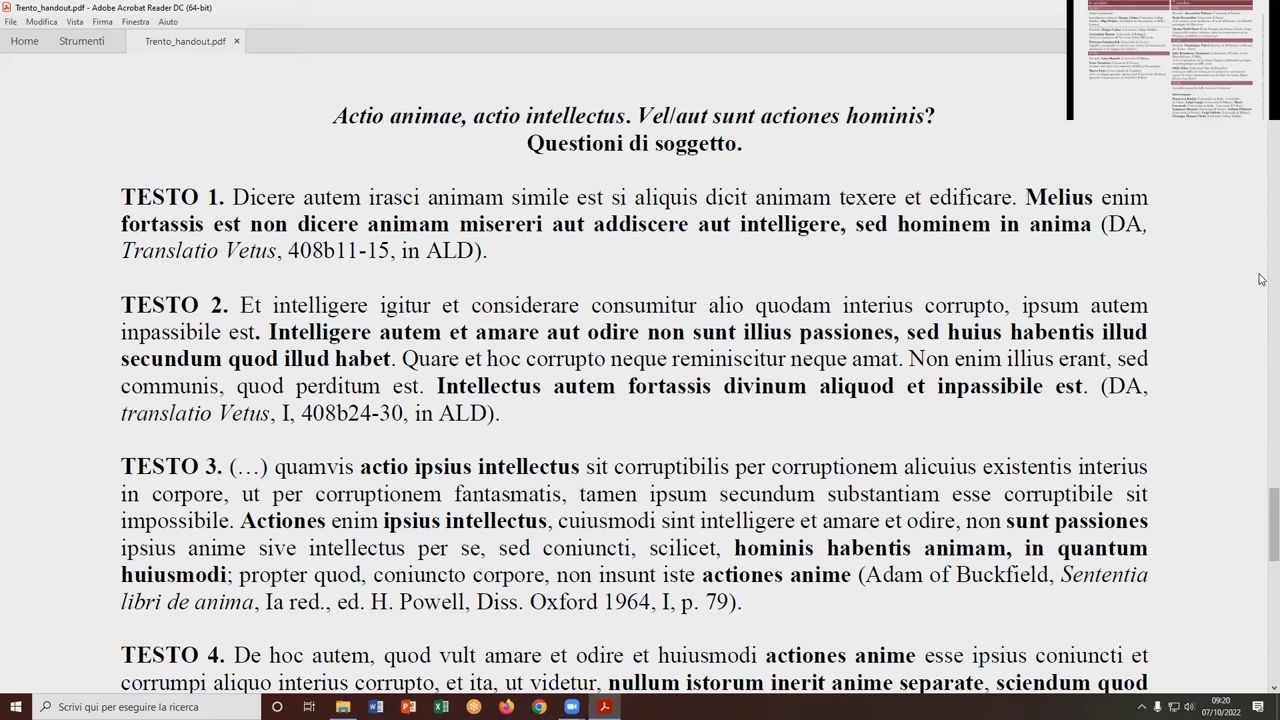 Trento_handout.pdf - Adobe Acrobat Reader DC (64-bit)
File Modifica Vista Firma Finestra Aiuto
hominis?
Questioni di soggetto.
TESTO 1. Dicere autem irasci animam simile est si aliquis dicit animam texere et edificare. Melius enim
fortassis est non dicere animam misereri aut addiscere aut intelligere, sed hominem in anima (DA,
Translatio Vetus, 408b11-15, in ALD).
TESTO 2. Et intelligere igitur et considerare consumitur alio quodam interius corrupto, ipsum autem
inpassibile est. Intelligere autem et amare aut odire non sunt illius passiones, sed huius habentis illud
secundum quod illud habet. Quare et hoc corrupto neque reminiscitur neque amat. Non enim illius erant, sed
communis, quod perditum est. Intellectus autem fortassis divinum aliquod et inpassibile est. (DA,
translatio Vetus, I, 408b24-30, in ALD).
TESTO 3. (…) quamvis actio ipsius intellectus sit corruptibilis per corruptionem alicuius existentis interius
in corpore, ut per corruptionem fantasmatis, tamen ipsum secundum substantiam esse corruptibile sit
impossibile. Actiones enim ipsius intellectus, cuiusmodi sint intelligere et amare et odire, non sunt passiones
ipsius anime sive intellectus per se, sed coniuncti, scilicet, hominis habentis animam, in quantum
huiusmodi; propter quod, coniuncto corpore, non insunt iste actiones anime (Adam of Buckfield, Sententia
libri de anima, Ia red., ed. H. Powell, Diss. Oxford 1964, I, p. 79).
TESTO 4. De hoc autem, quod vult amare et odire et huiusmodi actiones anime esse ipsius coniuncti et
corrumpi aliquo interius corrupto, et ita, ut videtur, nullum istorum inerit anime separate, sciendum quod
Scrivi qui per eseguire la ricerca
09:20
07/10/2022